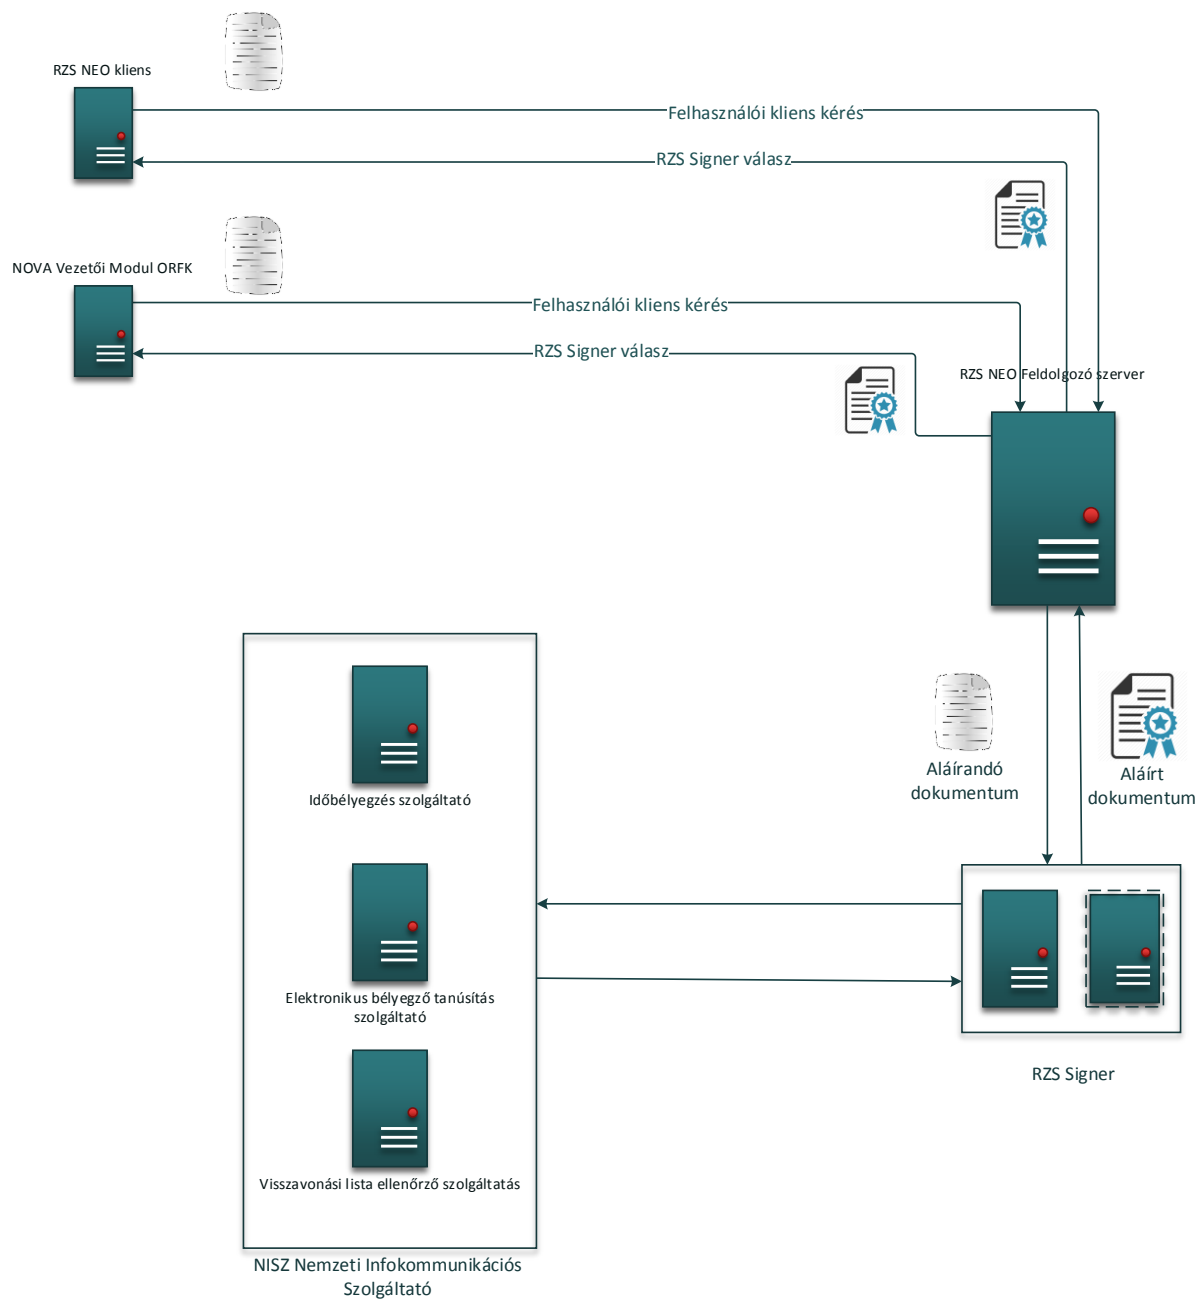 RZS NEO kliens
Felhasználói kliens kérés
RZS Signer válasz
NOVA Vezetői Modul ORFK
Felhasználói kliens kérés
RZS Signer válasz
RZS NEO Feldolgozó szerver
Aláírandó
dokumentum
Aláírt
dokumentum
Időbélyegzés szolgáltató
Elektronikus bélyegző tanúsítás
szolgáltató
RZS Signer
Visszavonási lista ellenőrző szolgáltatás
NISZ Nemzeti Infokommunikációs
Szolgáltató